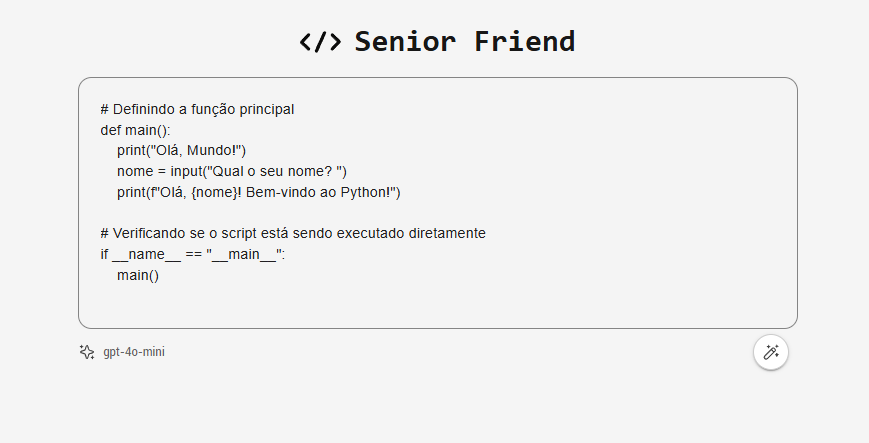 </> Senior Friend
# Definindo a função principal
def main():
    print("Olá, Mundo!")
    nome = input("Qual o seu nome? ")
    print(f"Olá, {nome}! Bem-vindo ao Python!")
# Verificando se o script está sendo executado diretamente
if __name__ == "__main__":
    main()
gpt-4o-mini